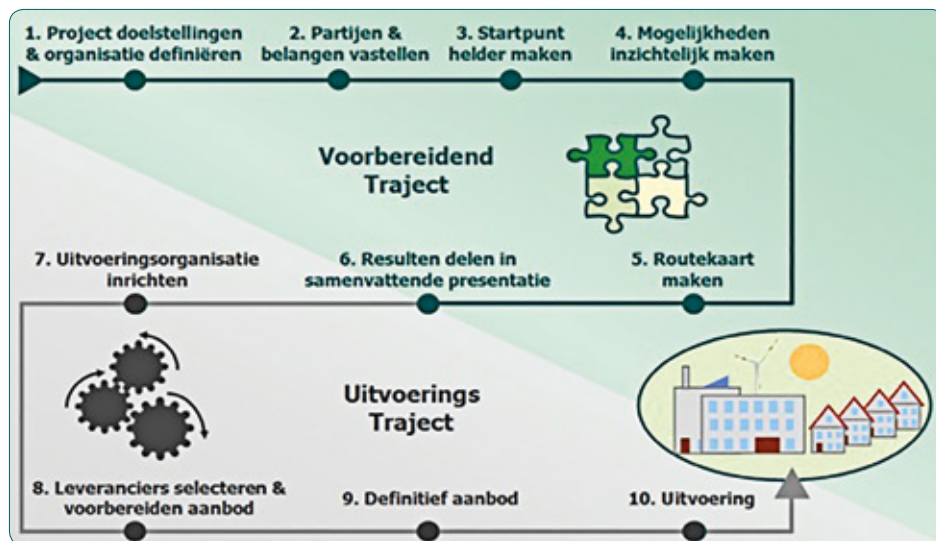 1. Project doelstellingen
& organisatie definiëren
2. Partijen &
belangen vastellen
3. Startpunt
helder maken
4. Mogelijkheden
inzichtelijk maken
Voorbereidend
Traject
7. Uitvoeringsorganisatie
inrichten
6. Resulten delen in
samenvattende presentatie
5. Routekaart
maken
Uitvoerings
Traject
8. Leveranciers selecteren &
voorbereiden aanbod
9. Definitief aanbod
10. Uitvoering